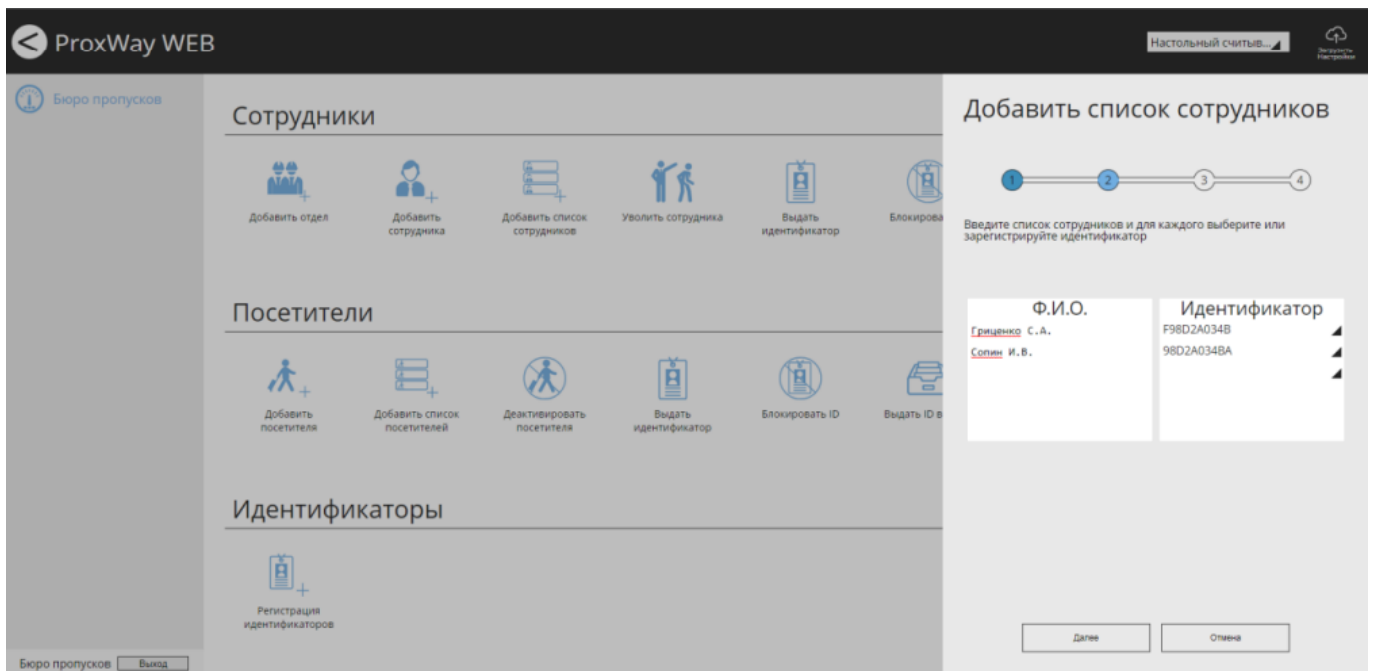 ProxWay WEB
Настольный считыв...
Загрузить
Настройки
Бюро пропусков
Сотрудники
Добавить отдел
Добавить
сотрудника
Добавить список
сотрудников
Уволить сотрудника
Выдать
идентификатор
Блокирова
Посетители
Добавить
посетителя
Добавить список
посетителей
Деактивировать
посетителя
Выдать
идентификатор
Блокировать ID
Выдать ID в
Идентификаторы
Регистрация
идентификаторов
Бюро пропусков
Выход
Добавить список сотрудников
1 2 3 4
Введите список сотрудников и для каждого выберите или
зарегистрируйте идентификатор
Ф.И.О. Идентификатор
Гриценко С.А. F98D2A034B
Сопин И.В. 98D2A034BA
Далее
Отмена